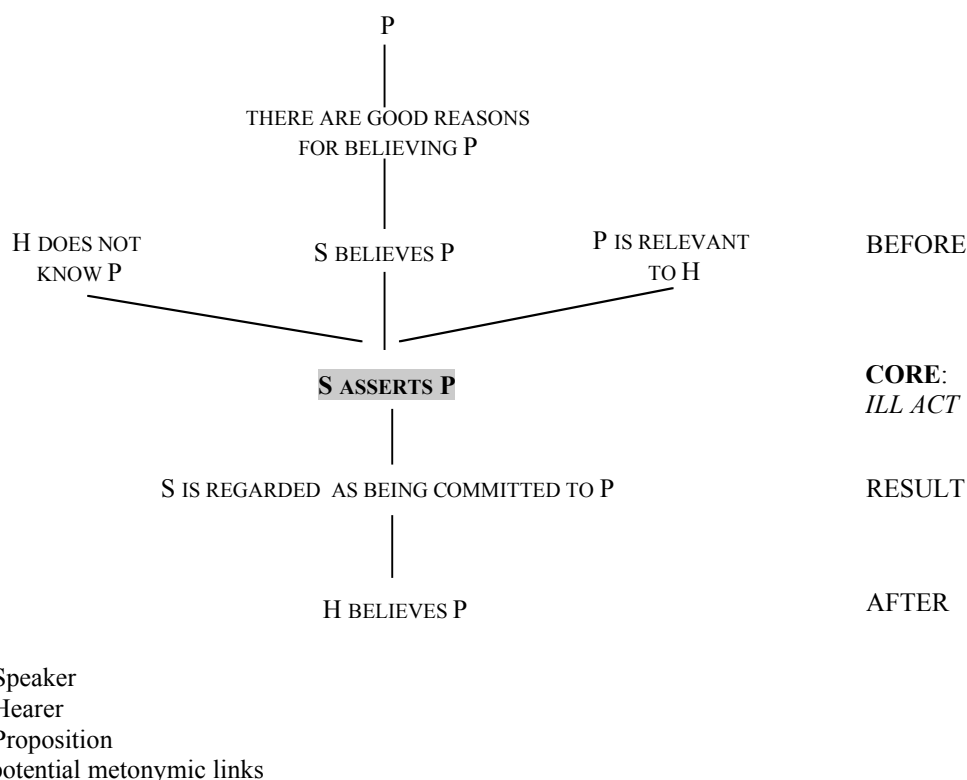 P
THERE ARE GOOD REASONS
FOR BELIEVING P
H DOES NOT
KNOW P
S BELIEVES P
P IS RELEVANT
TO H
BEFORE
S ASSERTS P
CORE:
ILL ACT
S IS REGARDED AS BEING COMMITTED TO P
RESULT
H BELIEVES P
AFTER
Speaker
Hearer
Proposition
potential metonymic links